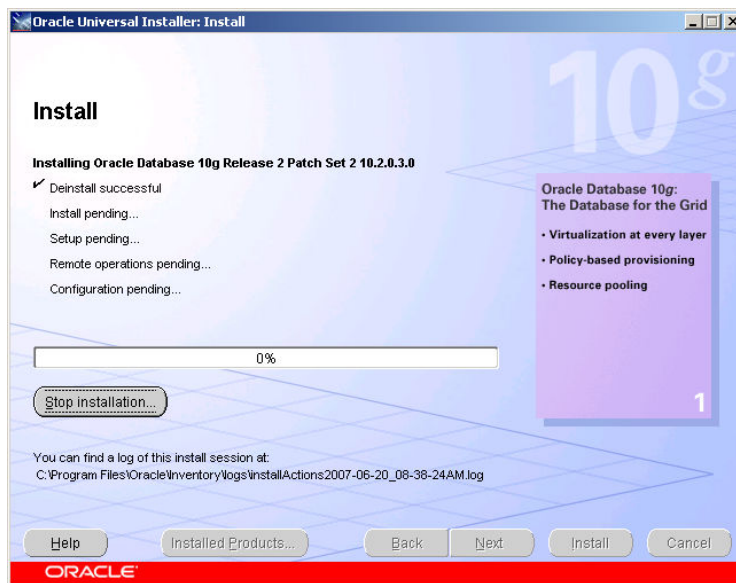 Oracle Universal Installer: Install
10g
Install
Installing Oracle Database 10g Release 2 Patch Set 2 10.2.0.3.0
Deinstall successful
Install pending...
Setup pending...
Remote operations pending...
Configuration pending...
Oracle Database 10g:
The Database for the Grid
• Virtualization at every layer
• Policy-based provisioning
• Resource pooling
1
0%
Stop installation...
You can find a log of this install session at:
C:\Program Files\Oracle\Inventory\logs\installActions2007-06-20_08-38-24AM.log
Help
Installed Products...
Back
Next
Install
Cancel
ORACLE